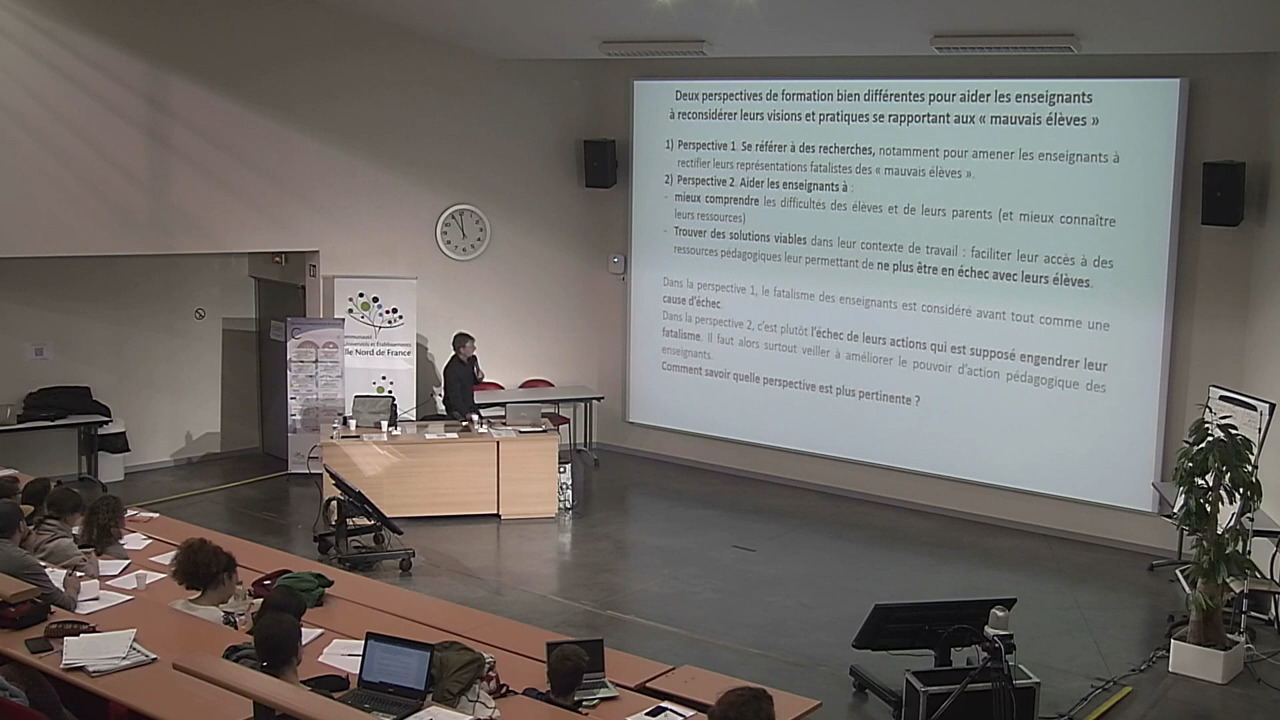 Deux perspectives de formation bien différentes pour aider les enseignants
à reconsidérer leurs visions et pratiques se rapportant aux « mauvais élèves »
1) Perspective 1. Se référer à des recherches, notamment pour amener les enseignants à
rectifier leurs représentations fatalistes des « mauvais élèves ».
2) Perspective 2. Aider les enseignants à :
- mieux comprendre les difficultés des élèves et de leurs parents (et mieux connaître
leurs ressources)
- Trouver des solutions viables dans leur contexte de travail : faciliter leur accès à des
ressources pédagogiques leur permettant de ne plus être en échec avec leurs élèves.
Dans la perspective 1, le fatalisme des enseignants est considéré avant tout comme une
cause d'échec.
Dans la perspective 2, c'est plutôt l'échec de leurs actions qui est supposé engendrer leur
fatalisme. Il faut alors surtout veiller à améliorer le pouvoir d'action pédagogique des
enseignants.
Comment savoir quelle perspective est plus pertinente ?
Universités et Établissements
lle Nord de France